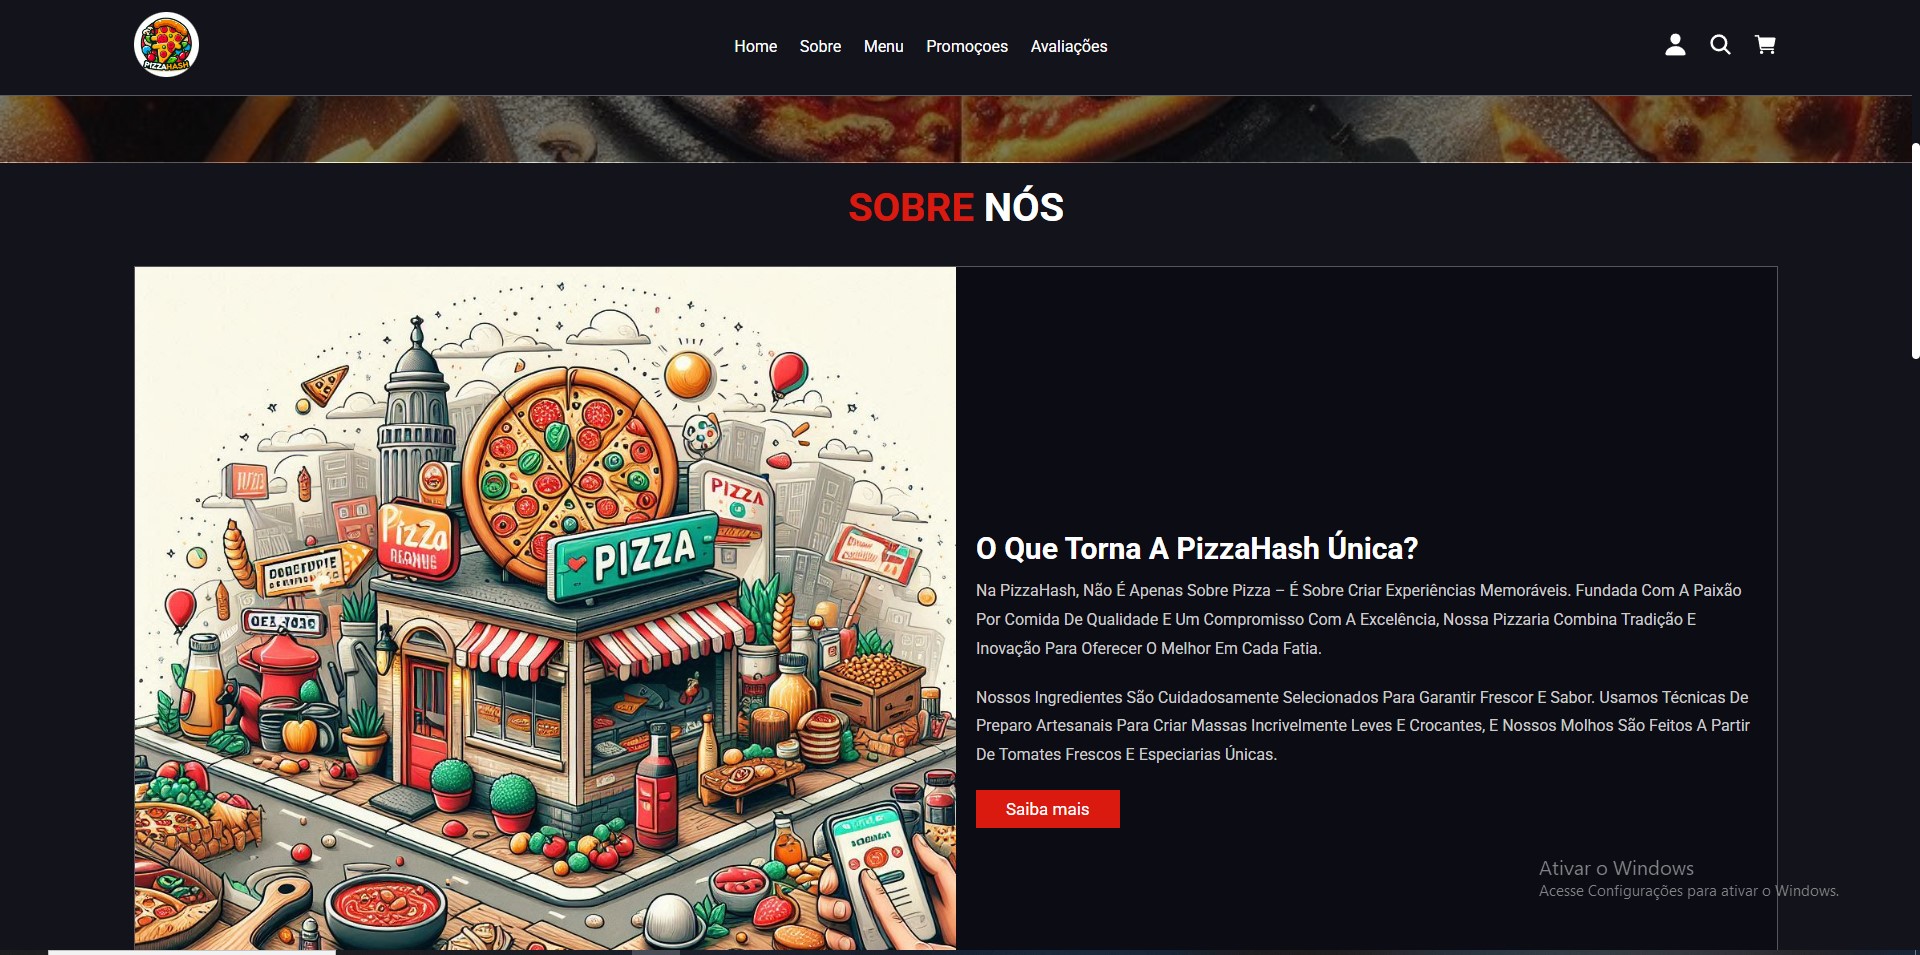 PIZZAHASH
Home Sobre Menu Promoçoes Avaliações
SOBRE NÓS
PIZZA
Pizza
PIZZA
O Que Torna A PizzaHash Única?
Na PizzaHash, Não É Apenas Sobre Pizza – É Sobre Criar Experiências Memoráveis. Fundada Com A Paixão
Por Comida De Qualidade E Um Compromisso Com A Excelência, Nossa Pizzaria Combina Tradição E
Inovação Para Oferecer O Melhor Em Cada Fatia.
Nossos Ingredientes São Cuidadosamente Selecionados Para Garantir Frescor E Sabor. Usamos Técnicas De
Preparo Artesanais Para Criar Massas Incrivelmente Leves E Crocantes, E Nossos Molhos São Feitos A Partir
De Tomates Frescos E Especiarias Únicas.
Saiba mais
Ativar o Windows
Acesse Configurações para ativar o Windows.